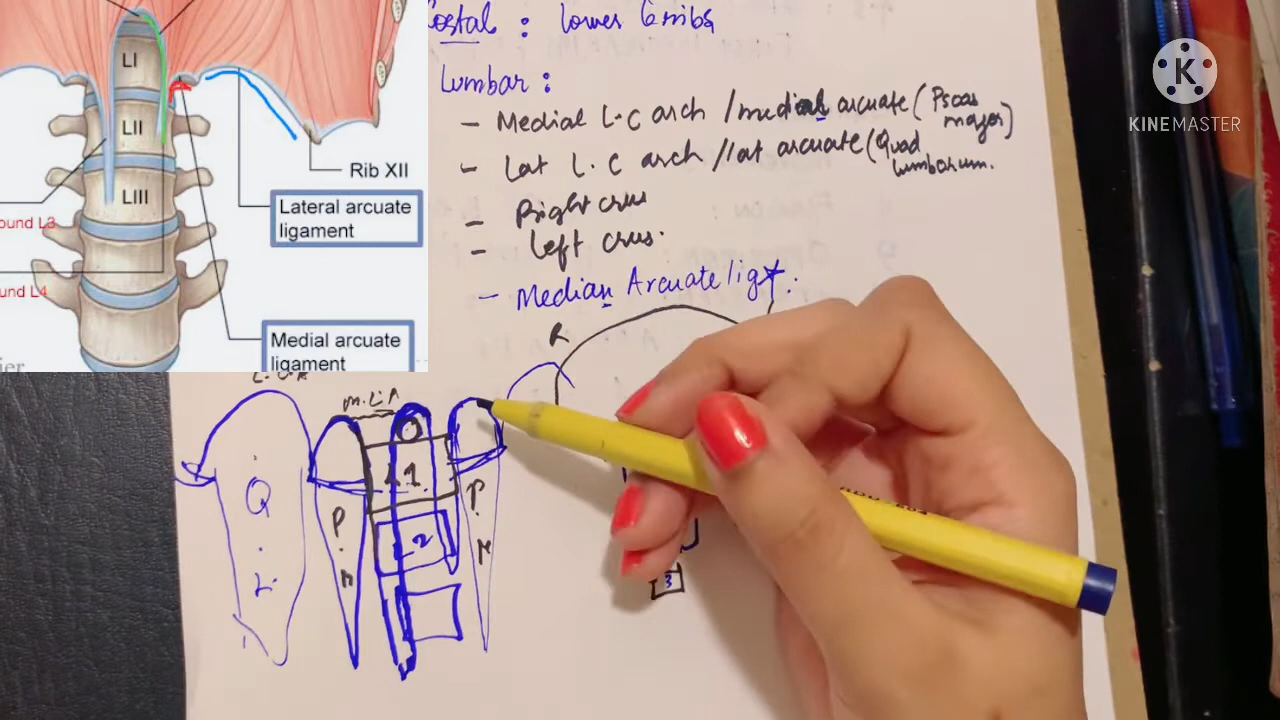 Costal : lower 6 ribs
Lumbar :
- Medial L.C arch / medial arcuate (Psoas major)
- Lat L.C arch / lat arcuate (Quad lumborum.
- Right crus
- left crus.
- Median Arcuate ligt.
LI
LII
LIII
Rib XII
Lateral arcuate
ligament
ound L3
ound L4
Medial arcuate
ligament
KINEMASTER
K
R
M.L.A
L1
L2
Q
L
P
M
P
M
3